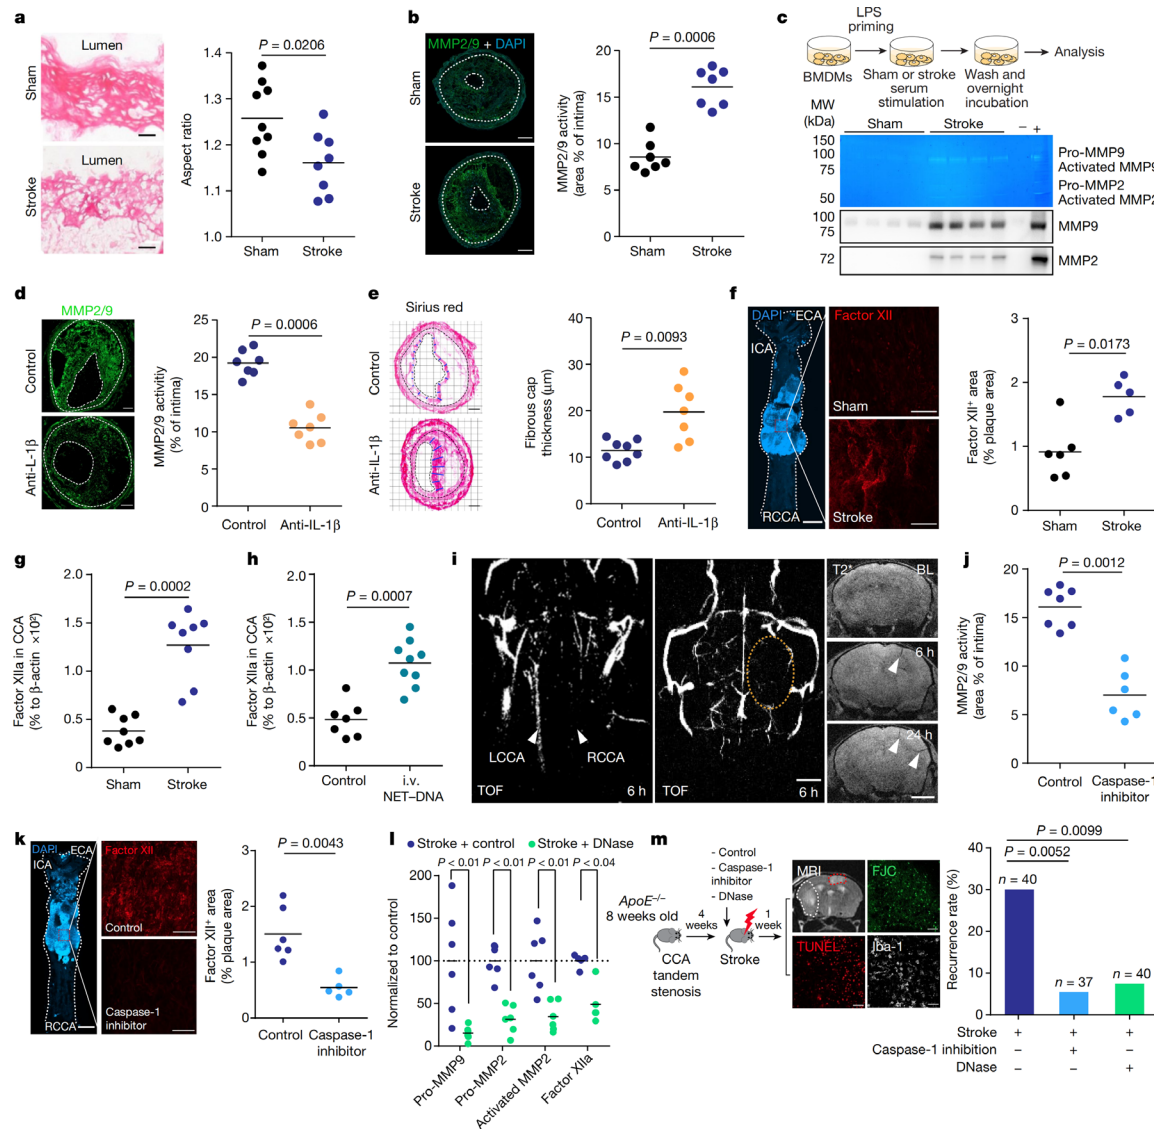 a
Lumen
Sham
Lumen
Stroke
P = 0.0206
Aspect ratio
1.4
1.3
1.2
1.1
1.0
Sham
Stroke
b
MMP2/9 + DAPI
Sham
Stroke
P = 0.0006
MMP2/9 activity
(area % of intima)
20
15
10
5
0
Sham
Stroke
c
LPS
priming
BMDMs
Sham or stroke
serum
stimulation
Wash and
overnight
incubation
Analysis
MW
(kDa)
Sham
Stroke
–
+
150
100
75
50
Pro-MMP9
Activated MMP9
Pro-MMP2
Activated MMP2
100
75
MMP9
72
MMP2
d
MMP2/9
Control
Anti-IL-1β
P = 0.0006
MMP2/9 activity
(% of intima)
25
20
15
10
5
0
Control
Anti-IL-1β
e
Sirius red
Control
Anti-IL-1β
P = 0.0093
Fibrous cap
thickness (µm)
40
30
20
10
0
Control
Anti-IL-1β
f
DAPI
ECA
ICA
RCCA
Factor XII
Sham
Stroke
P = 0.0173
Factor XII⁺ area
(% plaque area)
3
2
1
0
Sham
Stroke
g
P = 0.0002
Factor XIIa in CCA
(% to β-actin ×10²)
2.0
1.5
1.0
0.5
0
Sham
Stroke
h
P = 0.0007
Factor XIIa in CCA
(% to β-actin ×10²)
2.0
1.5
1.0
0.5
0
Control
i.v.
NET–DNA
i
LCCA
RCCA
TOF
6 h
TOF
6 h
T2*
BL
6 h
24 h
j
P = 0.0012
MMP2/9 activity
(area % of intima)
20
15
10
5
0
Control
Caspase-1
inhibitor
k
DAPI
ECA
ICA
RCCA
Factor XII
Control
Caspase-1
inhibitor
P = 0.0043
Factor XII⁺ area
(% plaque area)
3
2
1
0
Control
Caspase-1
inhibitor
l
Stroke + control
Stroke + DNase
P < 0.01
P < 0.01
P < 0.01
P < 0.04
Normalized to control
200
150
100
50
0
Pro-MMP9
Pro-MMP2
Activated MMP2
Factor XIIa
m
- Control
- Caspase-1
inhibitor
- DNase
ApoE–/–
8 weeks old
4
weeks
1
week
CCA
tandem
stenosis
Stroke
MRI
FJC
TUNEL
Iba-1
P = 0.0099
P = 0.0052
Recurrence rate (%)
40
30
20
10
0
n = 40
n = 37
n = 40
Stroke + + +
Caspase-1 inhibition – + –
DNase – – +